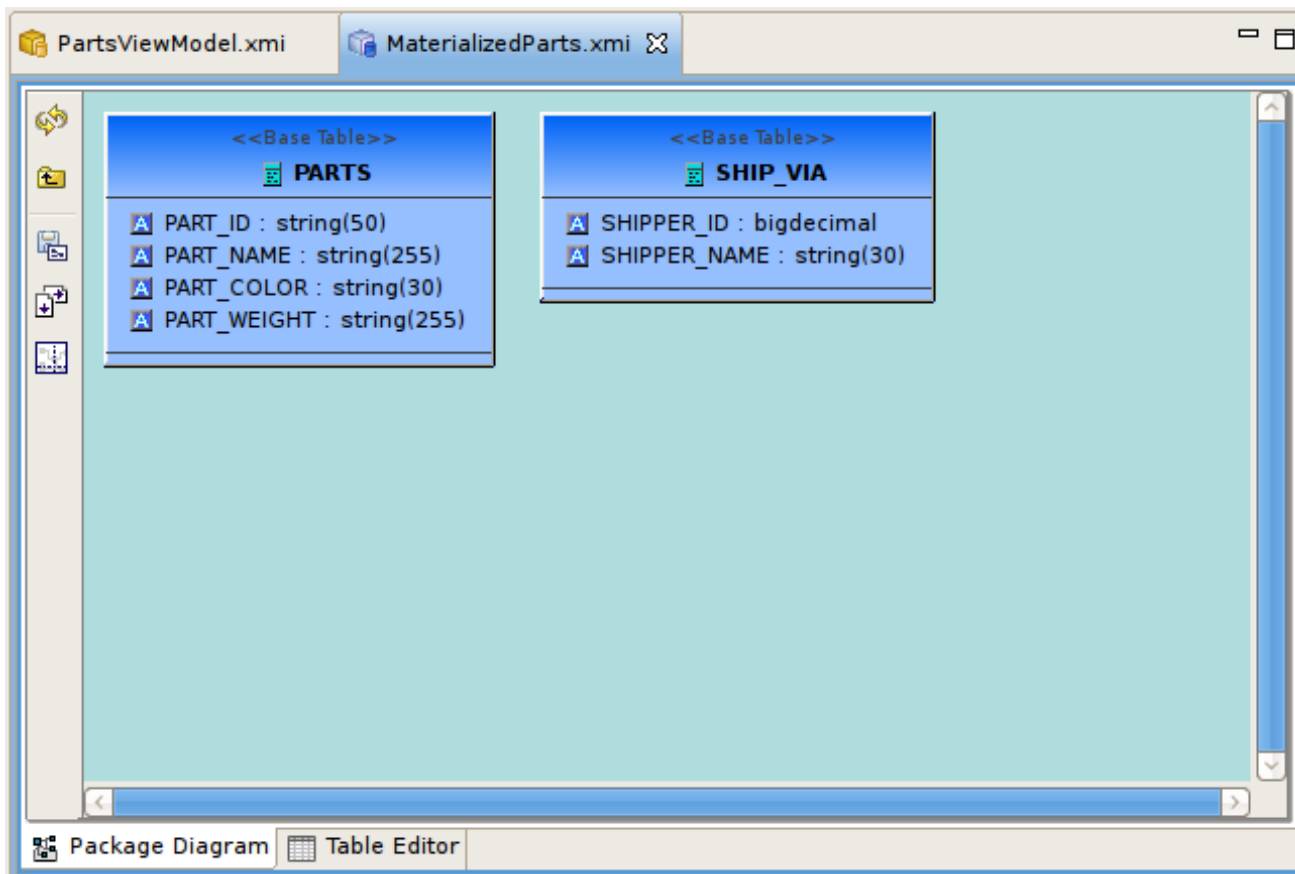 PartsViewModel.xmi
MaterializedParts.xmi
<<Base Table>>
PARTS
PART_ID : string(50)
PART_NAME : string(255)
PART_COLOR : string(30)
PART_WEIGHT : string(255)
<<Base Table>>
SHIP_VIA
SHIPPER_ID : bigdecimal
SHIPPER_NAME : string(30)
Package Diagram
Table Editor